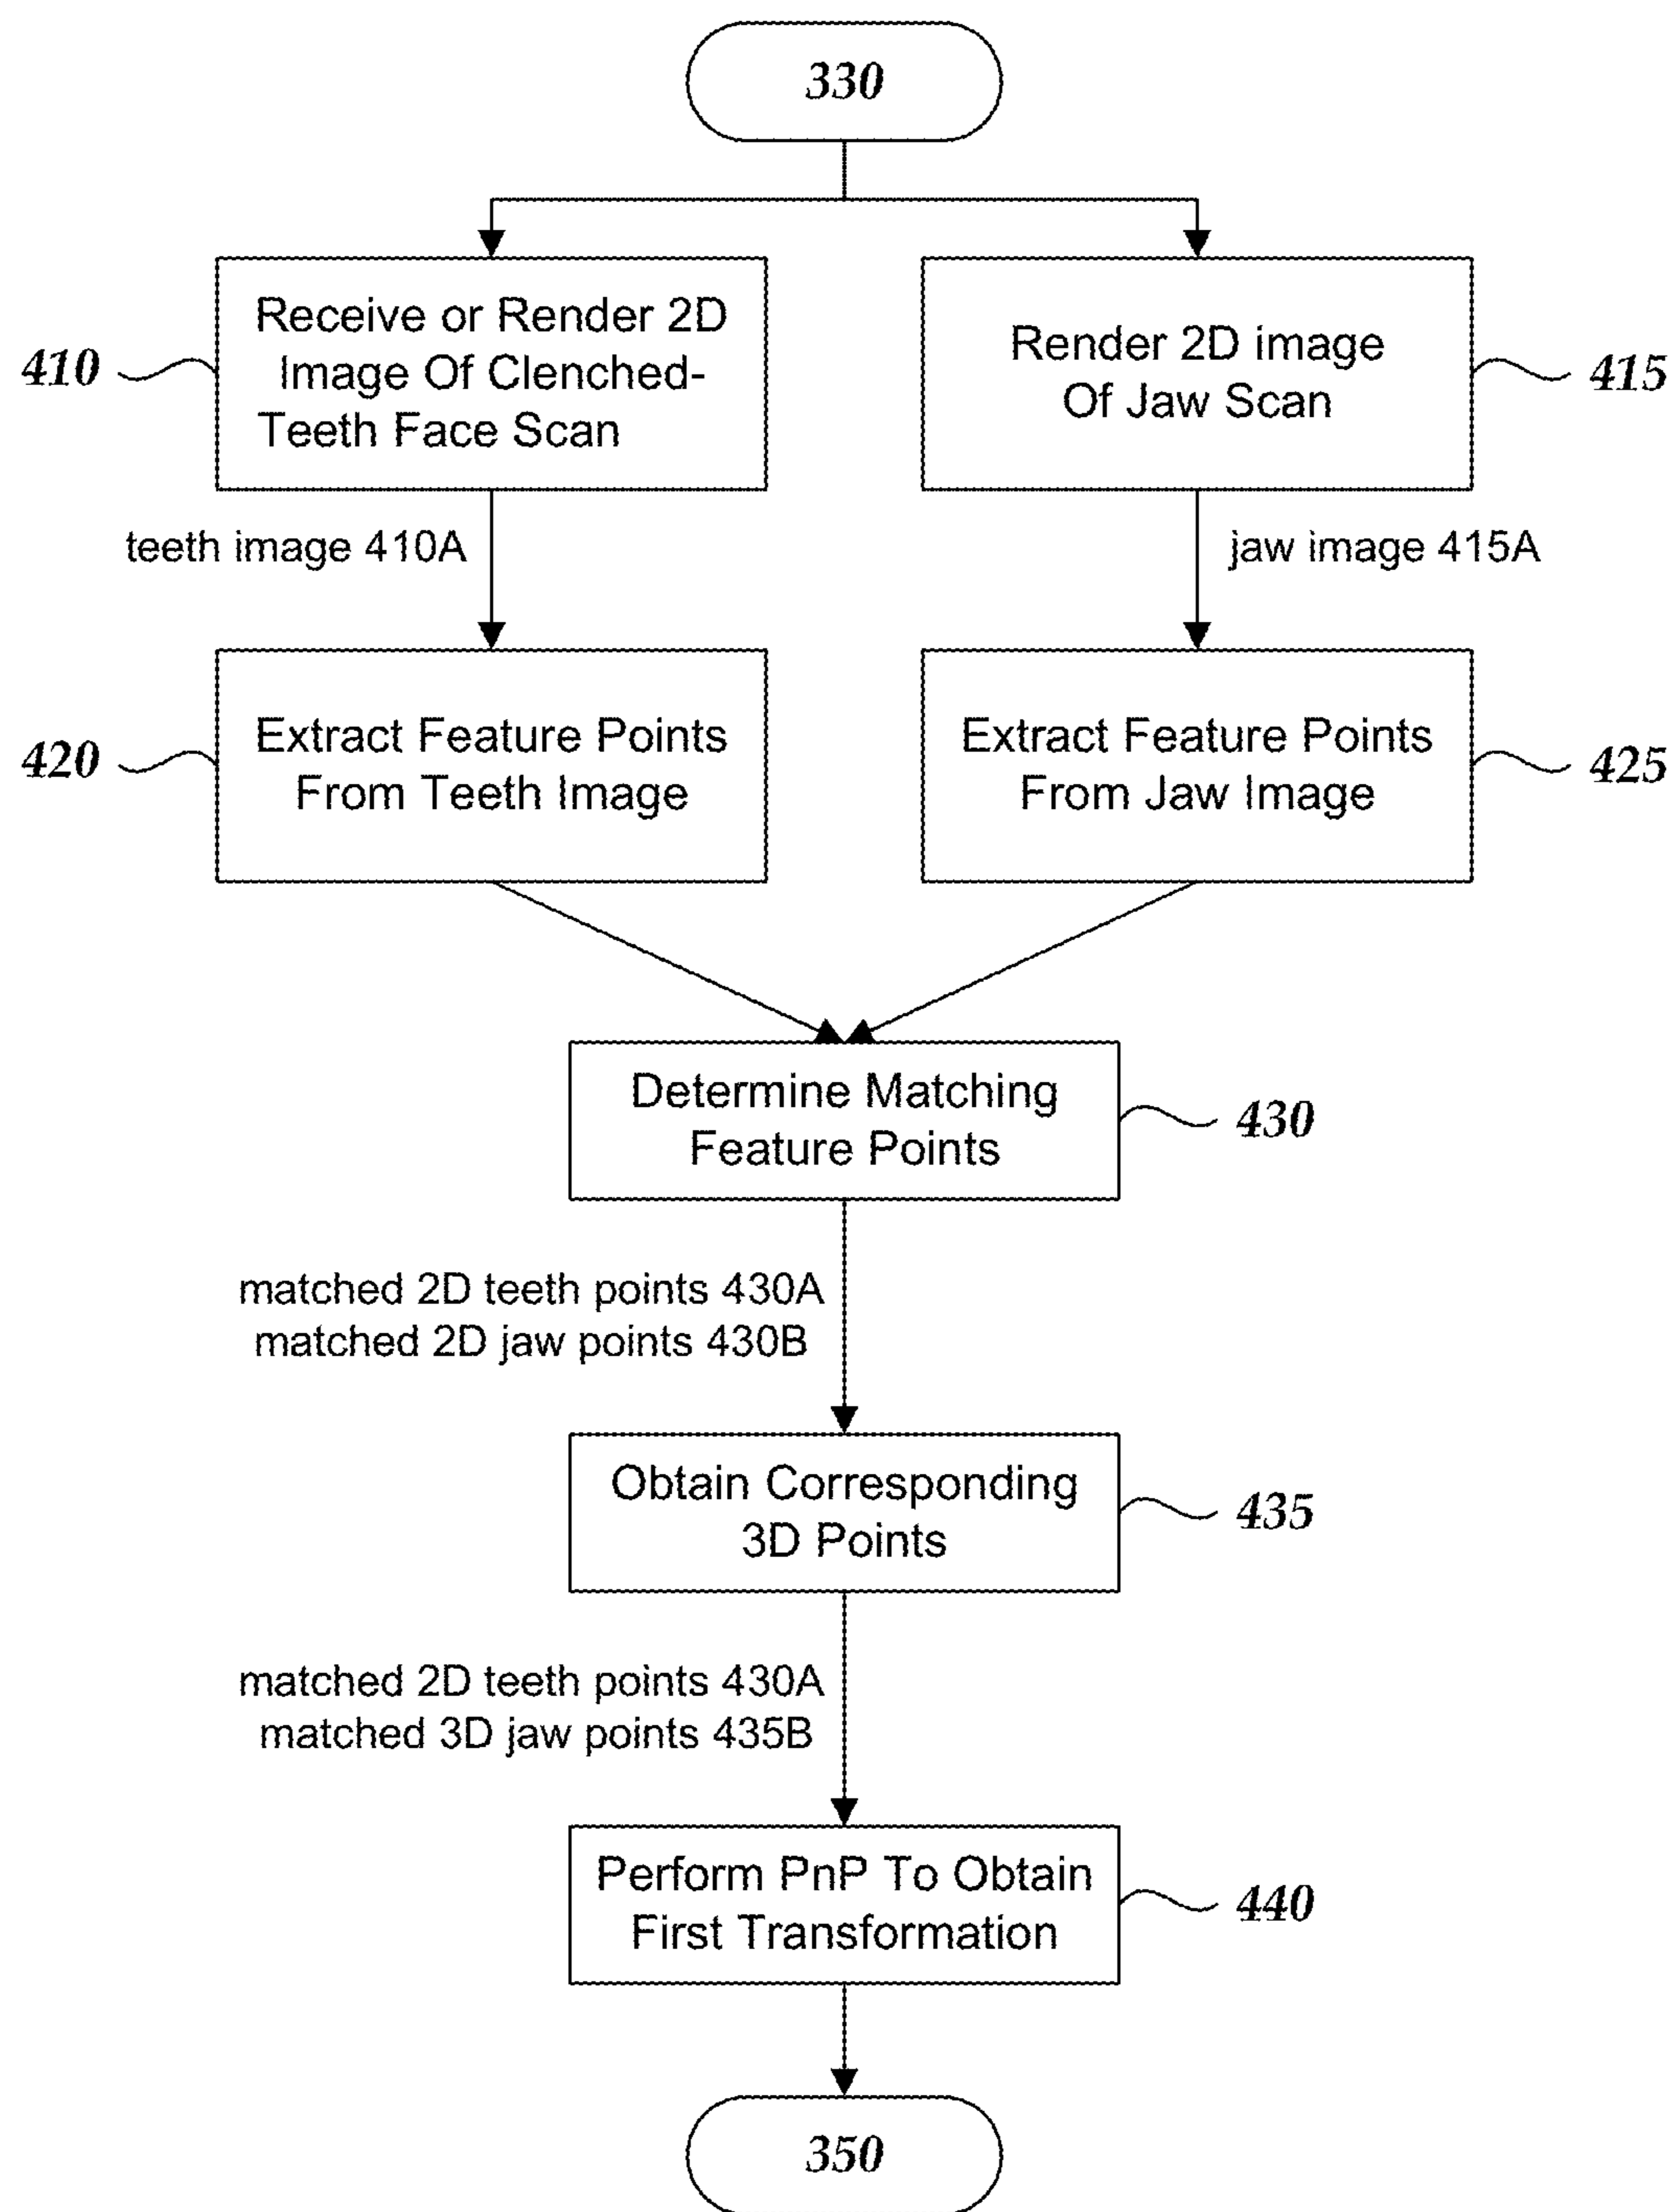 330
Receive or Render 2D
Image Of Clenched-
Teeth Face Scan
410
Render 2D image
Of Jaw Scan
415
teeth image 410A
jaw image 415A
Extract Feature Points
From Teeth Image
420
Extract Feature Points
From Jaw Image
425
Determine Matching
Feature Points
430
matched 2D teeth points 430A
matched 2D jaw points 430B
Obtain Corresponding
3D Points
435
matched 2D teeth points 430A
matched 3D jaw points 435B
Perform PnP To Obtain
First Transformation
440
350